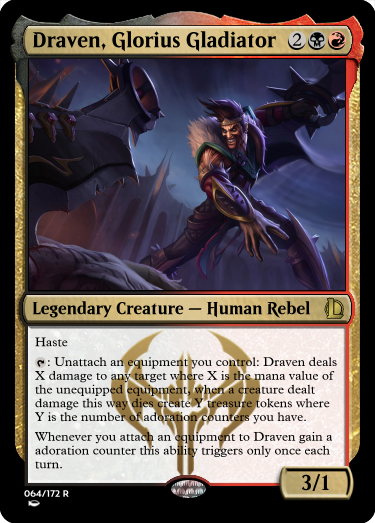 Draven, Glorius Gladiator 2
Legendary Creature — Human Rebel
Haste
: Unattach an equipment you control: Draven deals
X damage to any target where X is the mana value of
the unequipped equipment, when a creature dealt
damage this way dies create Y treasure tokens where
Y is the number of adoration counters you have.
Whenever you attach an equipment to Draven gain a
adoration counter this ability triggers only once each
turn.
3/1
064/172 R